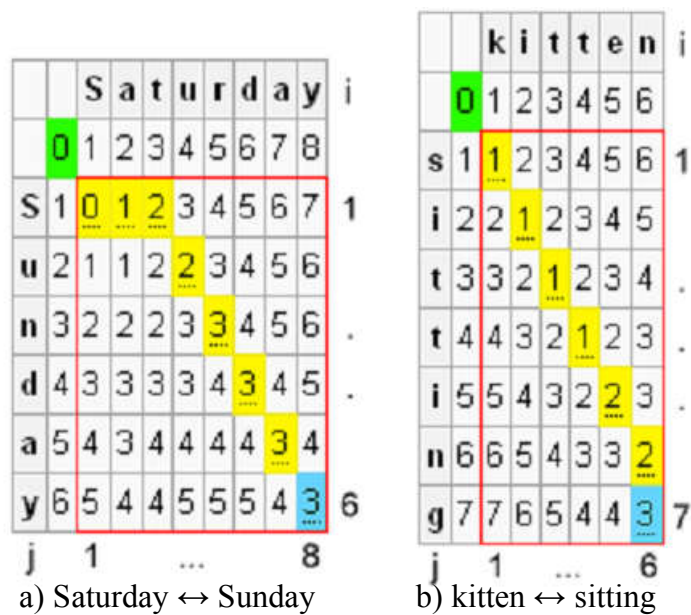 S a t u r d a y i
0 1 2 3 4 5 6 7 8
S 1 0 1 2 3 4 5 6 7 1
u 2 1 1 2 2 3 4 5 6
n 3 2 2 2 3 3 4 5 6 .
d 4 3 3 3 3 4 3 4 5 .
a 5 4 3 4 4 4 4 3 4
y 6 5 4 4 5 5 5 4 3 6
j 1 ... 8
a) Saturday ↔ Sunday
k i t t e n i
0 1 2 3 4 5 6
s 1 1 2 3 4 5 6 1
i 2 2 1 2 3 4 5
t 3 3 2 1 2 3 4 .
t 4 4 3 2 1 2 3 .
i 5 5 4 3 2 2 3 .
n 6 6 5 4 3 3 2
g 7 7 6 5 4 4 3 7
j 1 ... 6
b) kitten ↔ sitting